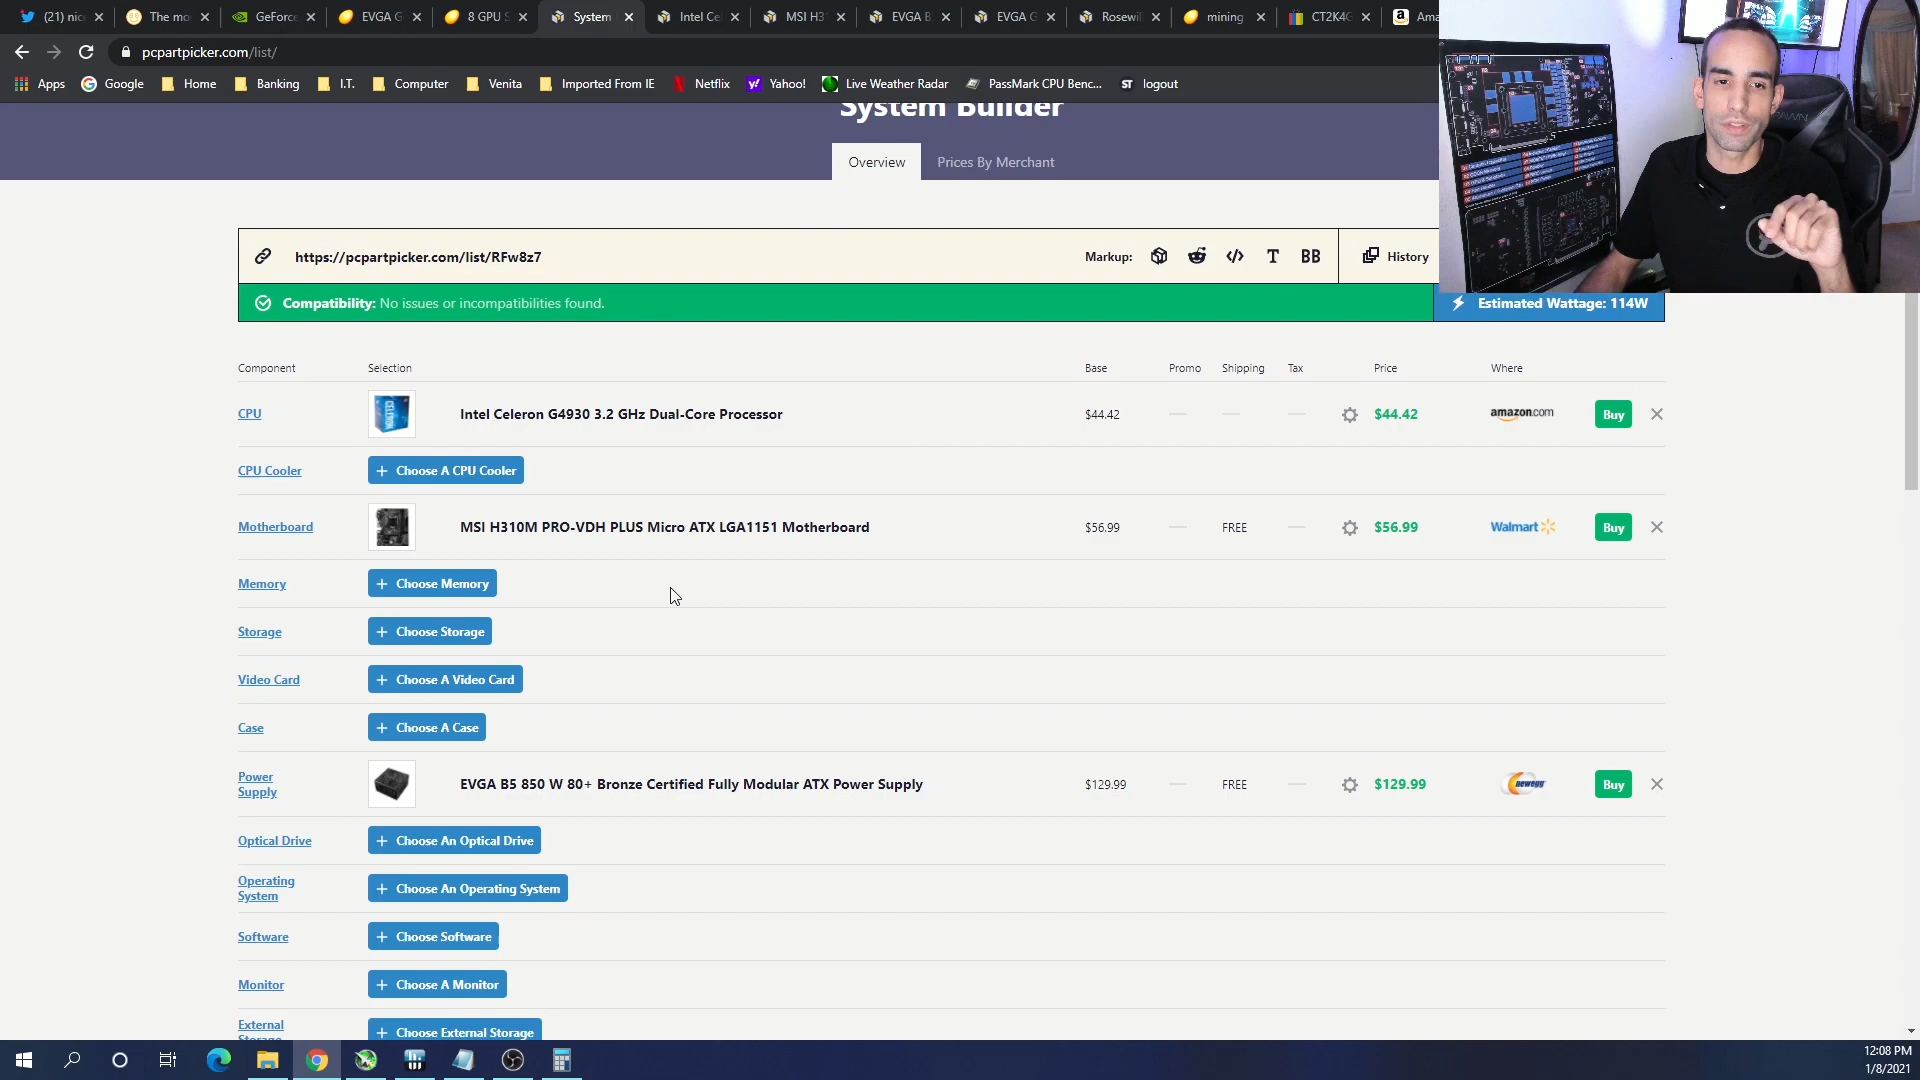 (21) nic
The mo
GeForc
EVGA G
8 GPU S
System
Intel Ce
MSI H3
EVGA B
EVGA G
Rosewil
mining
CT2K4G
Ama
pcpartpicker.com/list/
Apps
Google
Home
Banking
I.T.
Computer
Venita
Imported From IE
Netflix
Yahoo!
Live Weather Radar
PassMark CPU Benc...
ST
logout
System Builder
Overview
Prices By Merchant
https://pcpartpicker.com/list/RFw8z7
Markup:
BB
History
Compatibility: No issues or incompatibilities found.
Estimated Wattage: 114W
Component Selection Base Promo Shipping Tax Price Where
CPU Intel Celeron G4930 3.2 GHz Dual-Core Processor $44.42 — — — $44.42 amazon.com Buy
CPU Cooler + Choose A CPU Cooler
Motherboard MSI H310M PRO-VDH PLUS Micro ATX LGA1151 Motherboard $56.99 — FREE — $56.99 Walmart Buy
Memory + Choose Memory
Storage + Choose Storage
Video Card + Choose A Video Card
Case + Choose A Case
Power
Supply
EVGA B5 850 W 80+ Bronze Certified Fully Modular ATX Power Supply $129.99 — FREE — $129.99 newegg Buy
Optical Drive + Choose An Optical Drive
Operating
System
+ Choose An Operating System
Software + Choose Software
Monitor + Choose A Monitor
External
Storage
+ Choose External Storage
12:08 PM
1/8/2021